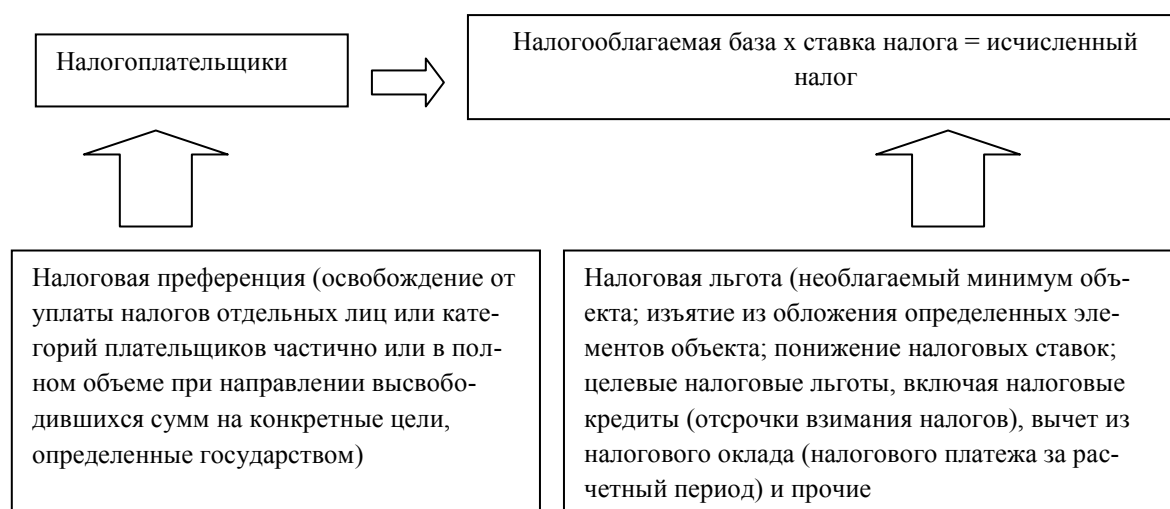 Налогоплательщики
Налогооблагаемая база х ставка налога = исчисленный
налог
Налоговая преференция (освобождение от
уплаты налогов отдельных лиц или кате-
горий плательщиков частично или в пол-
ном объеме при направлении высвобо-
дившихся сумм на конкретные цели,
определенные государством)
Налоговая льгота (необлагаемый минимум объ-
екта; изъятие из обложения определенных эле-
ментов объекта; понижение налоговых ставок;
целевые налоговые льготы, включая налоговые
кредиты (отсрочки взимания налогов), вычет из
налогового оклада (налогового платежа за рас-
четный период) и прочие